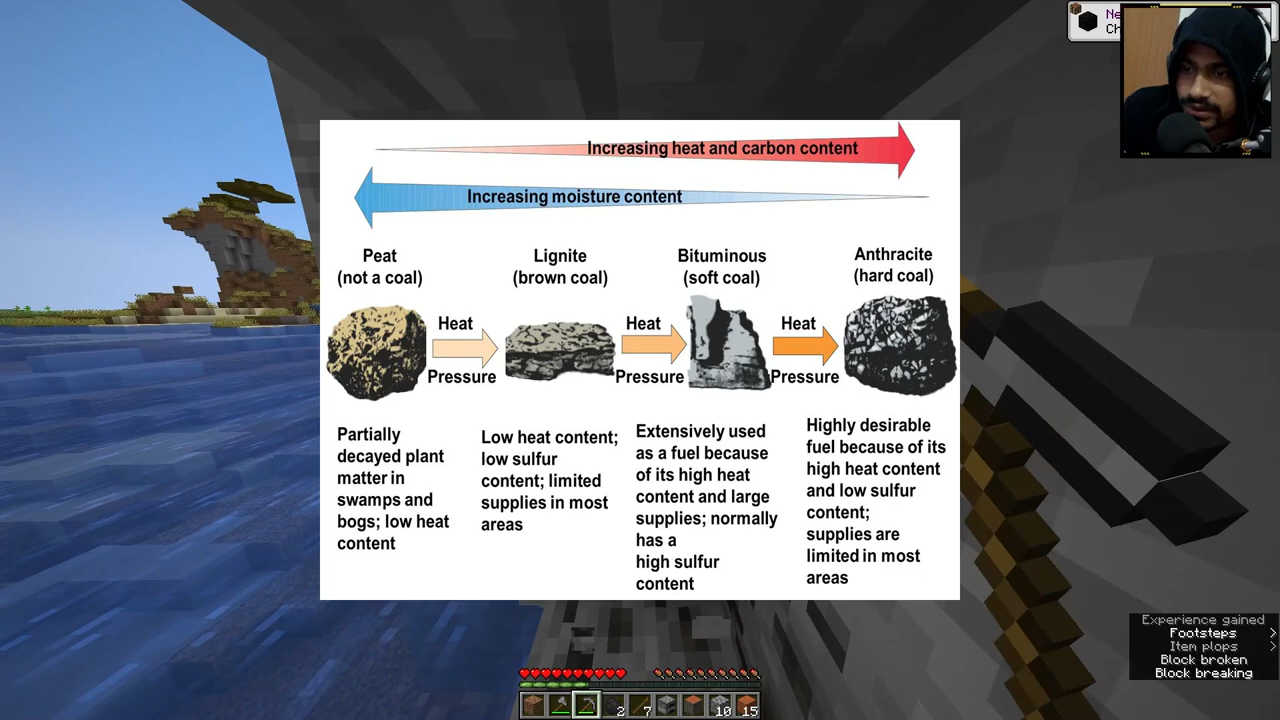 Ne
Ch
Increasing heat and carbon content
Increasing moisture content
Peat
(not a coal)
Lignite
(brown coal)
Bituminous
(soft coal)
Anthracite
(hard coal)
Heat
Pressure
Heat
Pressure
Heat
Pressure
Partially
decayed plant
matter in
swamps and
bogs; low heat
content
Low heat content;
low sulfur
content; limited
supplies in most
areas
Extensively used
as a fuel because
of its high heat
content and large
supplies; normally
has a
high sulfur
content
Highly desirable
fuel because of its
high heat content
and low sulfur
content;
supplies are
limited in most
areas
Experience gained
Footsteps >
Item plops >
Block broken
Block breaking
2 7 10 15